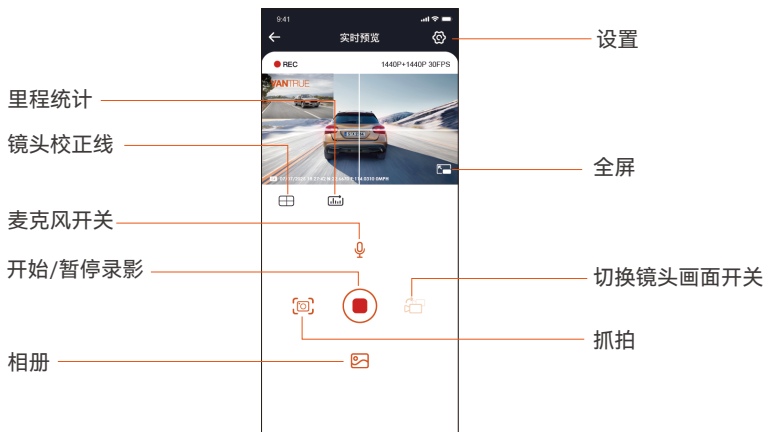 9:41
实时预览
设置
REC
1440P+1440P 30FPS
VANTRUE
里程统计
镜头校正线
全屏
麦克风开关
开始/暂停录影
切换镜头画面开关
抓拍
相册